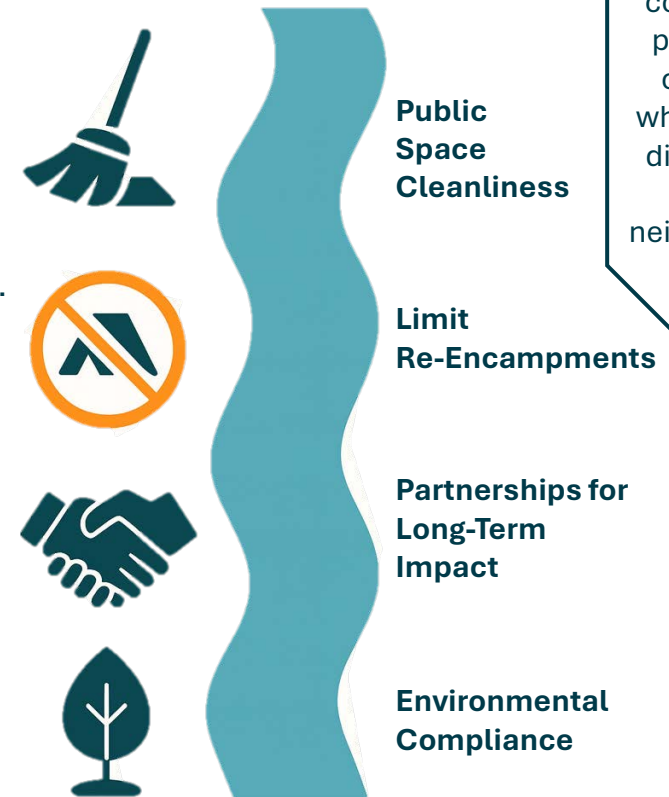 Public
Space
Cleanliness
Limit
Re-Encampments
Partnerships for
Long-Term
Impact
Environmental
Compliance